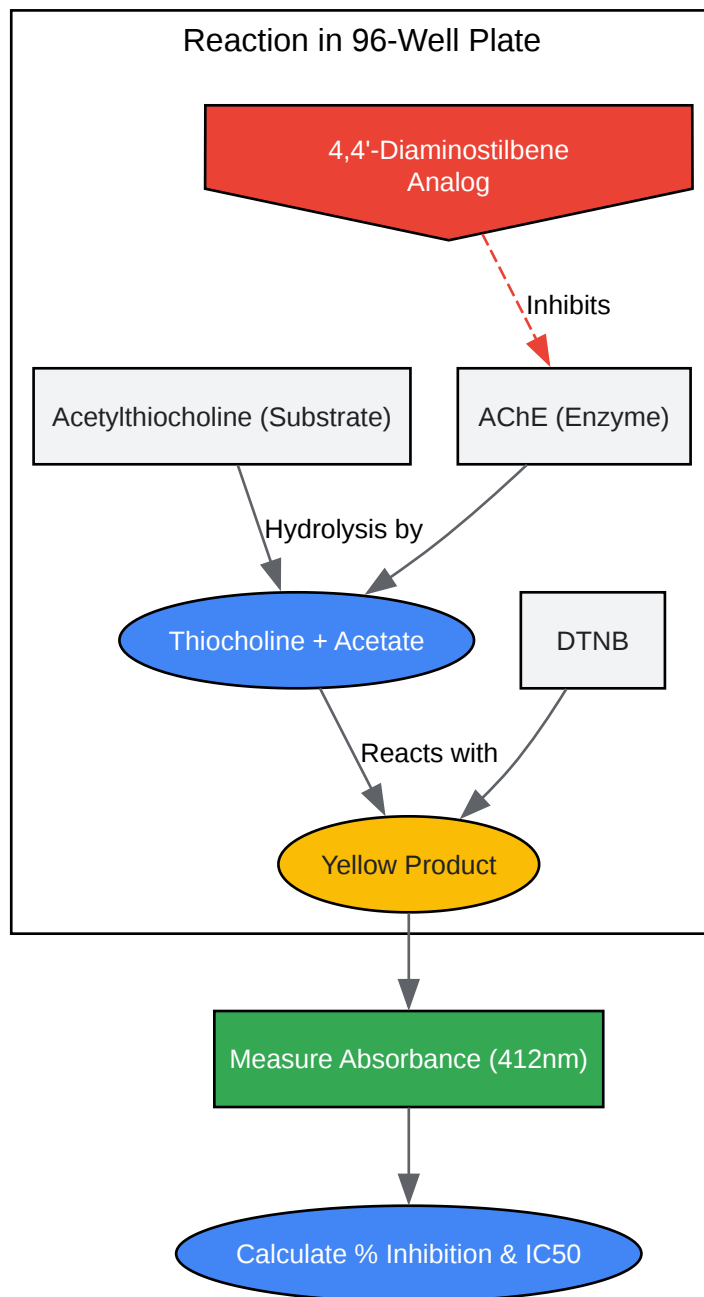 Reaction in 96-Well Plate
4,4'-Diaminostilbene
Analog
Inhibits
Acetylthiocholine (Substrate)
AChE (Enzyme)
Hydrolysis by
Thiocholine + Acetate
DTNB
Reacts with
Yellow Product
Measure Absorbance (412nm)
Calculate % Inhibition & IC50